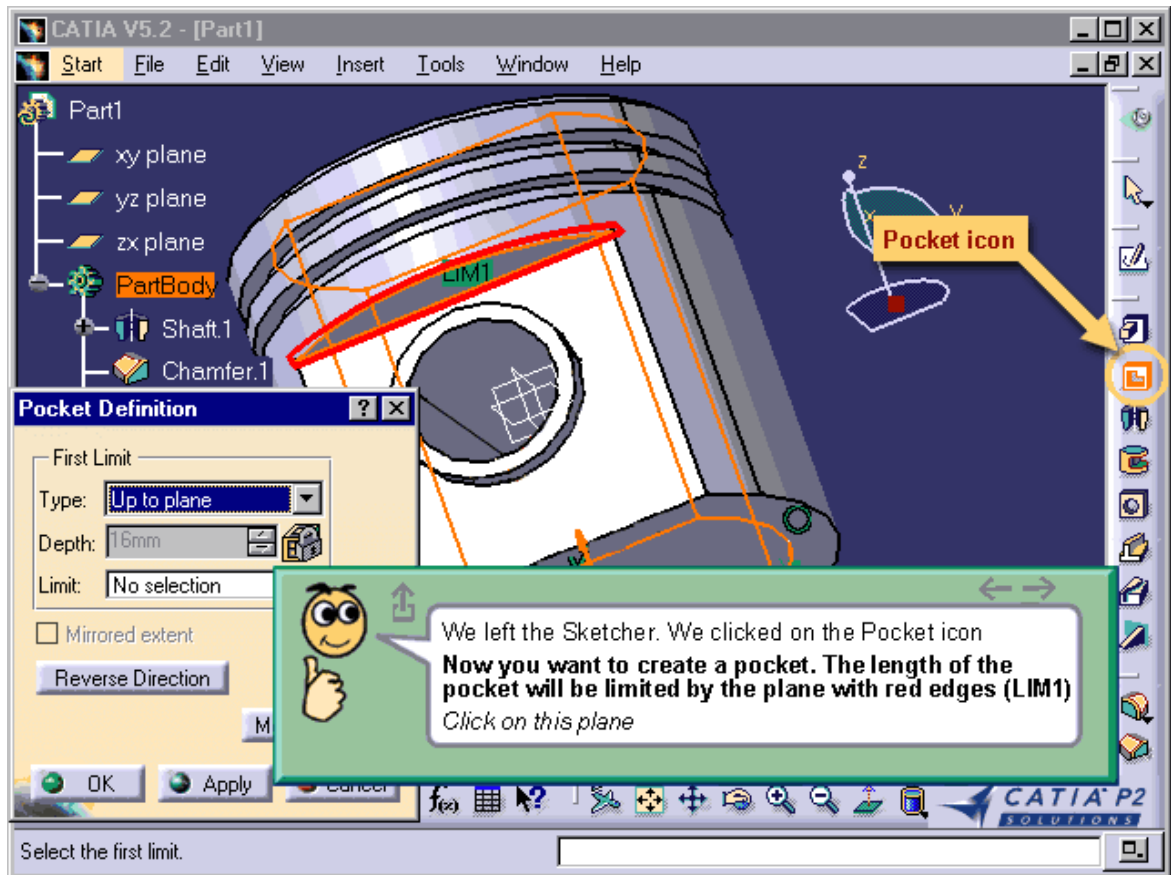 CATIA V5.2 - [Part1]
Start File Edit View Insert Tools Window Help
Part1
xy plane
yz plane
zx plane
PartBody
Shaft.1
Chamfer.1
LIM1
z
x
y
Pocket icon
Pocket Definition
First Limit
Type: Up to plane
Depth: 16mm
Limit: No selection
Mirrored extent
Reverse Direction
M
OK Apply Cancel
We left the Sketcher. We clicked on the Pocket icon
Now you want to create a pocket. The length of the
pocket will be limited by the plane with red edges (LIM1)
Click on this plane
f(x)
CATIA P2
SOLUTIONS
Select the first limit.